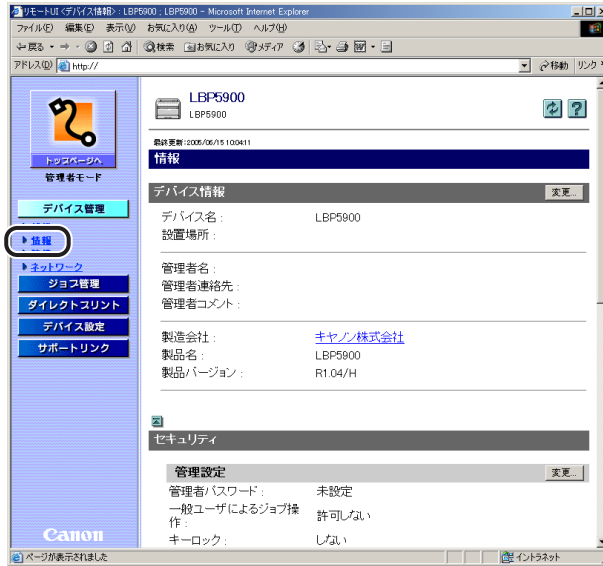 リモートUI <デバイス情報> : LBP5900 ; LBP5900 - Microsoft Internet Explorer
ファイル(F) 編集(E) 表示(V) お気に入り(A) ツール(T) ヘルプ(H)
戻る 検索 お気に入り メディア
アドレス(D) http:// 移動 リンク
LBP5900
LBP5900
最終更新:2005/06/15 10:04:11
トップページへ
管理者モード
デバイス管理
情報
ネットワーク
ジョブ管理
ダイレクトプリント
デバイス設定
サポートリンク
Canon
情報
デバイス情報 変更...
デバイス名 : LBP5900
設置場所 :
管理者名 :
管理者連絡先 :
管理者コメント :
製造会社 : キヤノン株式会社
製品名 : LBP5900
製品バージョン : R1.04/H
セキュリティ
管理設定 変更...
管理者パスワード : 未設定
一般ユーザによるジョブ操
作 : 許可しない
キーロック : しない
ページが表示されました イントラネット